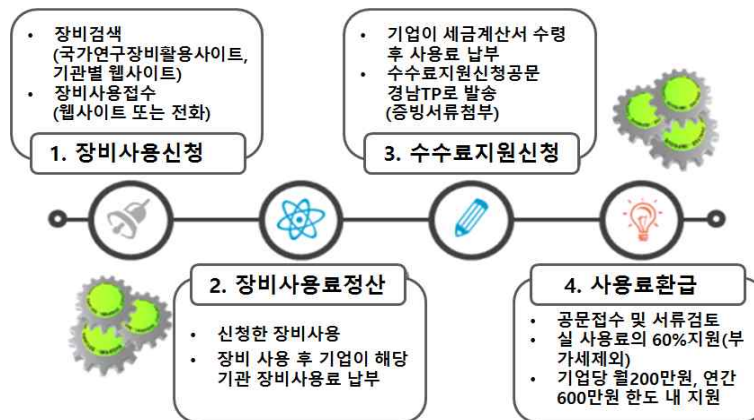 • 장비검색
(국가연구장비활용사이트,
기관별 웹사이트)
• 장비사용접수
(웹사이트 또는 전화)
1. 장비사용신청
2. 장비사용료정산
• 신청한 장비사용
• 장비 사용 후 기업이 해당
기관 장비사용료 납부
• 기업이 세금계산서 수령
후 사용료 납부
• 수수료지원신청공문
경남TP로 발송
(증빙서류첨부)
3. 수수료지원신청
4. 사용료환급
• 공문접수 및 서류검토
• 실 사용료의 60%지원(부
가세제외)
• 기업당 월200만원, 연간
600만원 한도 내 지원